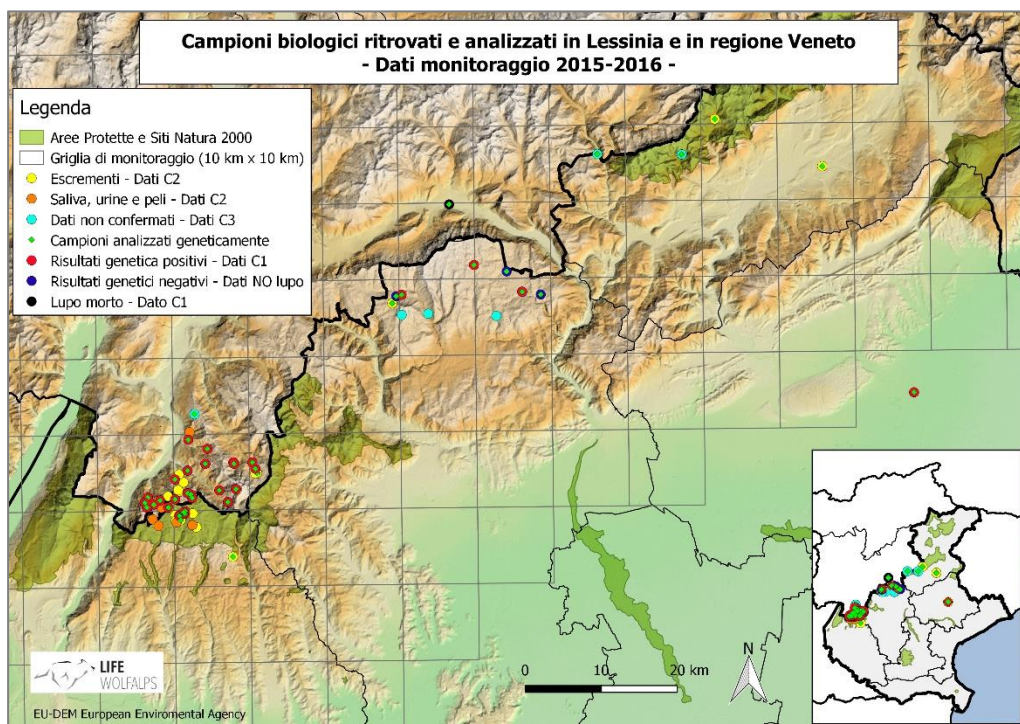 Campioni biologici ritrovati e analizzati in Lessinia e in regione Veneto
- Dati monitoraggio 2015-2016 -
Legenda
Aree Protette e Siti Natura 2000
Griglia di monitoraggio (10 km x 10 km)
Escrementi - Dati C2
Saliva, urine e peli - Dati C2
Dati non confermati - Dati C3
Campioni analizzati geneticamente
Risultati genetica positivi - Dati C1
Risultati genetici negativi - Dati NO lupo
Lupo morto - Dato C1
LIFE
WOLFALPS
EU-DEM European Enviromental Agency
0 10 20 km
N